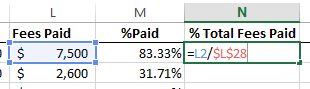 L M N
Fees Paid %Paid % Total Fees Paid
$ 7,500 83.33% =L2/$L$28
$ 2,600 31.71%